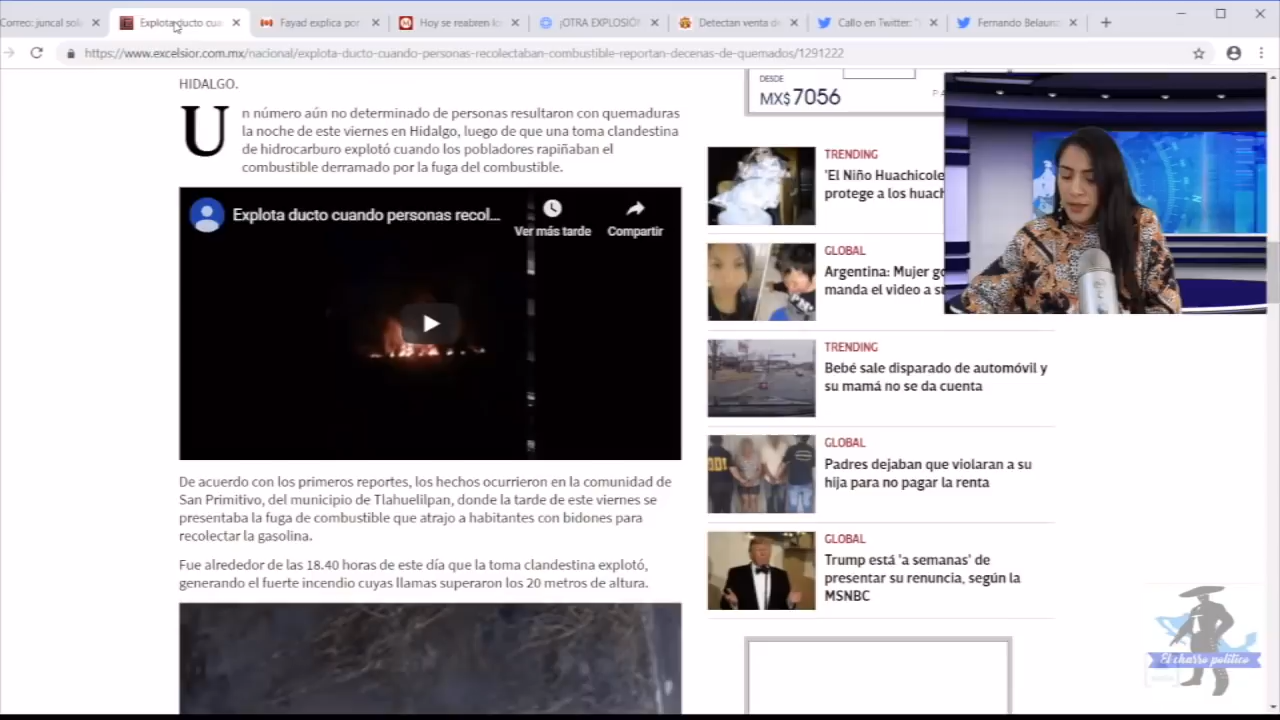 Correo: juncal sol
Explota ducto cua
Fayad explica por
Hoy se reabren lo
¡OTRA EXPLOSIÓN
Detectan venta d
Callo en Twitter: "
Fernando Belaun
https://www.excelsior.com.mx/nacional/explota-ducto-cuando-personas-recolectaban-combustible-reportan-decenas-de-quemados/1291222
HIDALGO.
Un número aún no determinado de personas resultaron con quemaduras
la noche de este viernes en Hidalgo, luego de que una toma clandestina
de hidrocarburo explotó cuando los pobladores rapiñaban el
combustible derramado por la fuga del combustible.
Explota ducto cuando personas recol...
Ver más tarde
Compartir
De acuerdo con los primeros reportes, los hechos ocurrieron en la comunidad de
San Primitivo, del municipio de Tlahuelilpan, donde la tarde de este viernes se
presentaba la fuga de combustible que atrajo a habitantes con bidones para
recolectar la gasolina.
Fue alrededor de las 18.40 horas de este día que la toma clandestina explotó,
generando el fuerte incendio cuyas llamas superaron los 20 metros de altura.
DESDE
MX$7056
PA
TRENDING
'El Niño Huachicole
protege a los huach
GLOBAL
Argentina: Mujer go
manda el video a s
TRENDING
Bebé sale disparado de automóvil y
su mamá no se da cuenta
GLOBAL
Padres dejaban que violaran a su
hija para no pagar la renta
GLOBAL
Trump está 'a semanas' de
presentar su renuncia, según la
MSNBC
El charro político